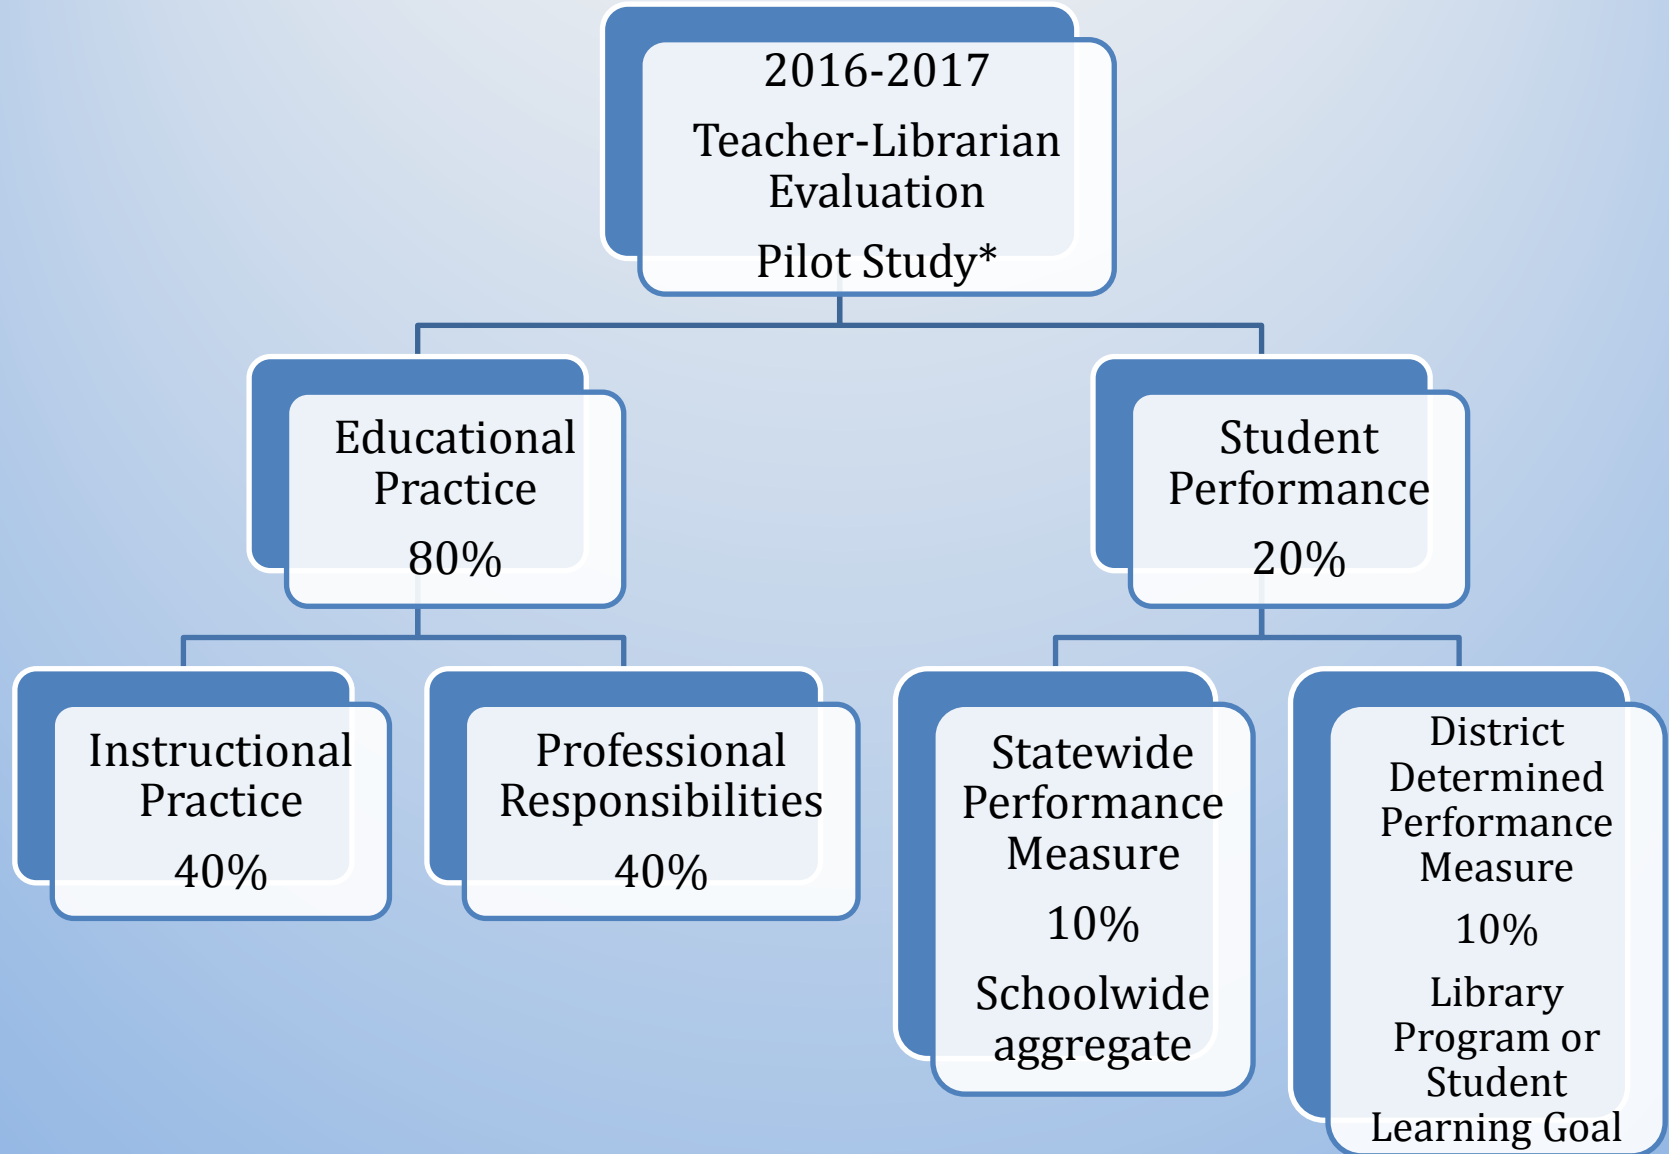 2016-2017
Teacher-Librarian
Evaluation
Pilot Study*
Educational
Practice
80%
Student
Performance
20%
Instructional
Practice
40%
Professional
Responsibilities
40%
Statewide
Performance
Measure
10%
Schoolwide
aggregate
District
Determined
Performance
Measure
10%
Library
Program or
Student
Learning Goal